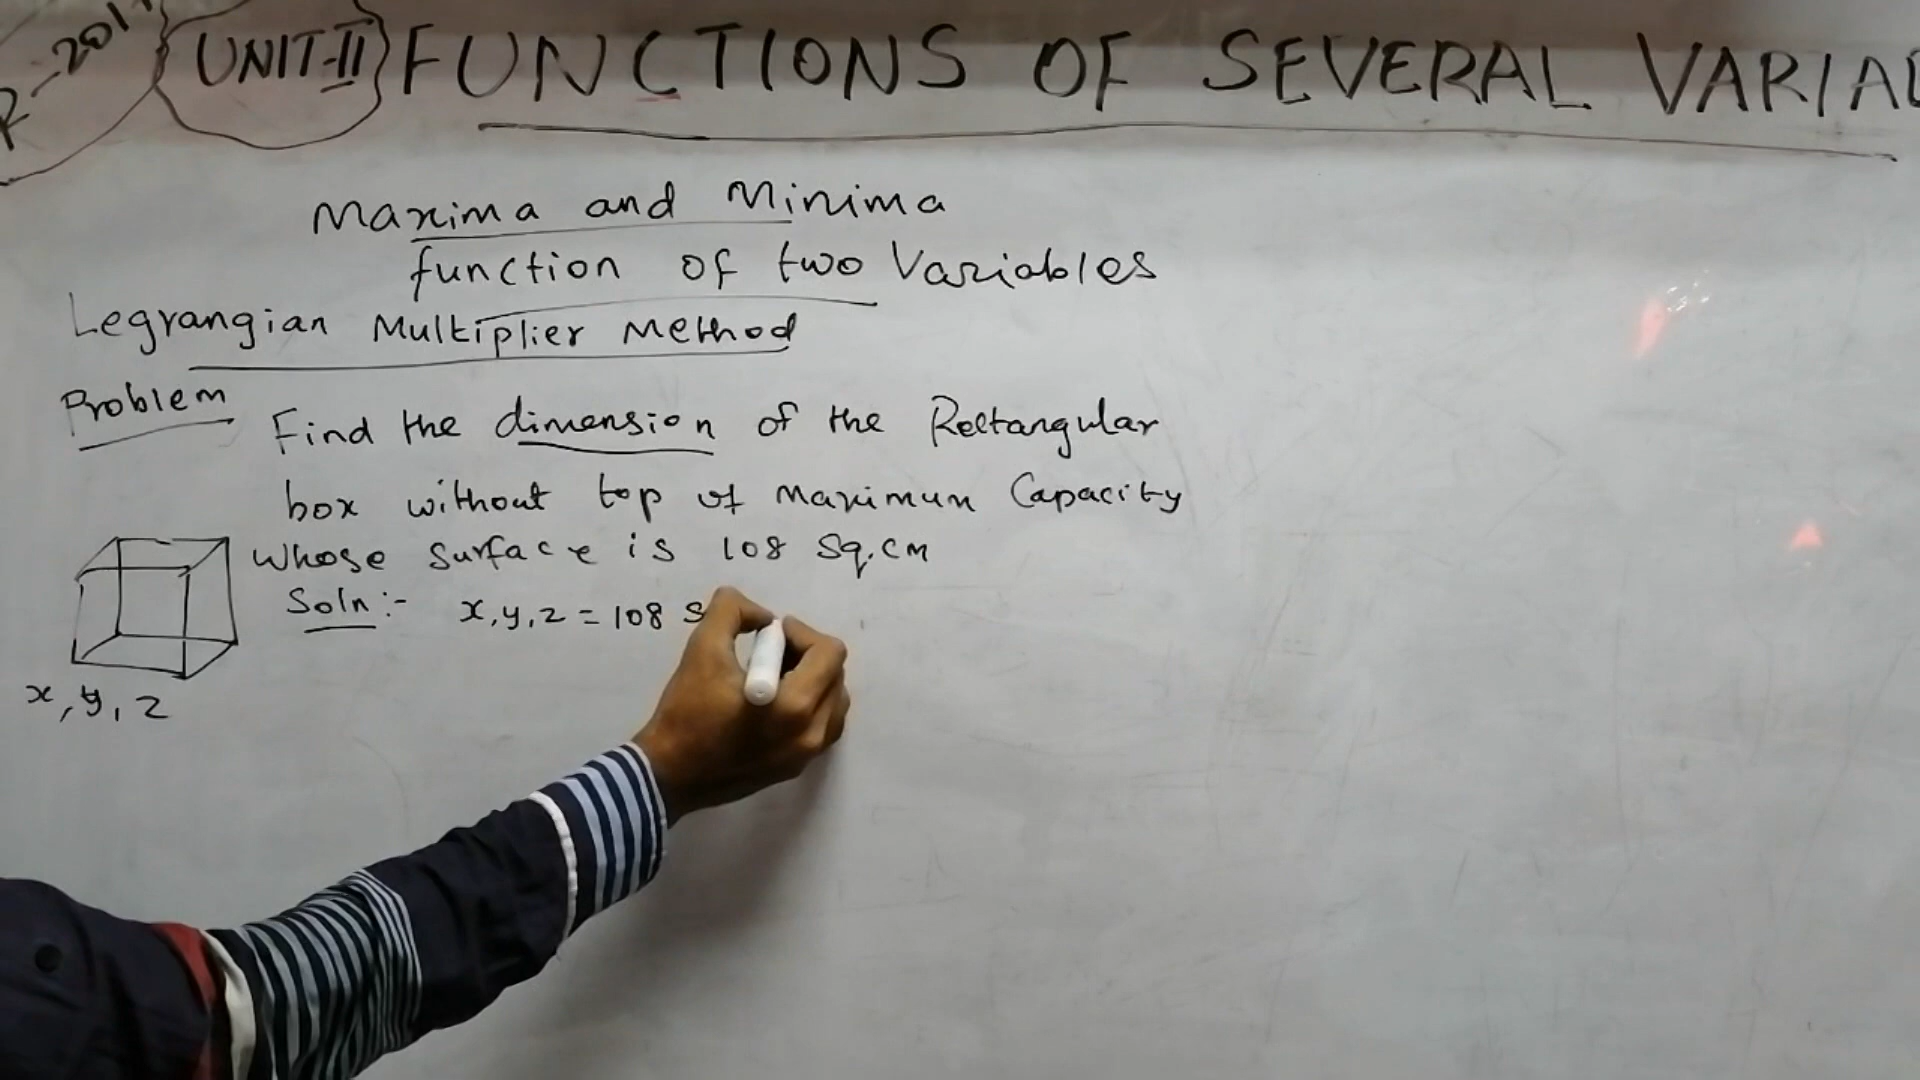 R-201
UNIT-II FUNCTIONS OF SEVERAL VARIA
Maxima and Minima
function of two Variables
Legrangian Multiplier Method
Problem
Find the dimension of the Rectangular
box without top of maximum Capacity
whose surface is 108 Sq.cm
Soln:- x,y,z = 108 S
x,y,z